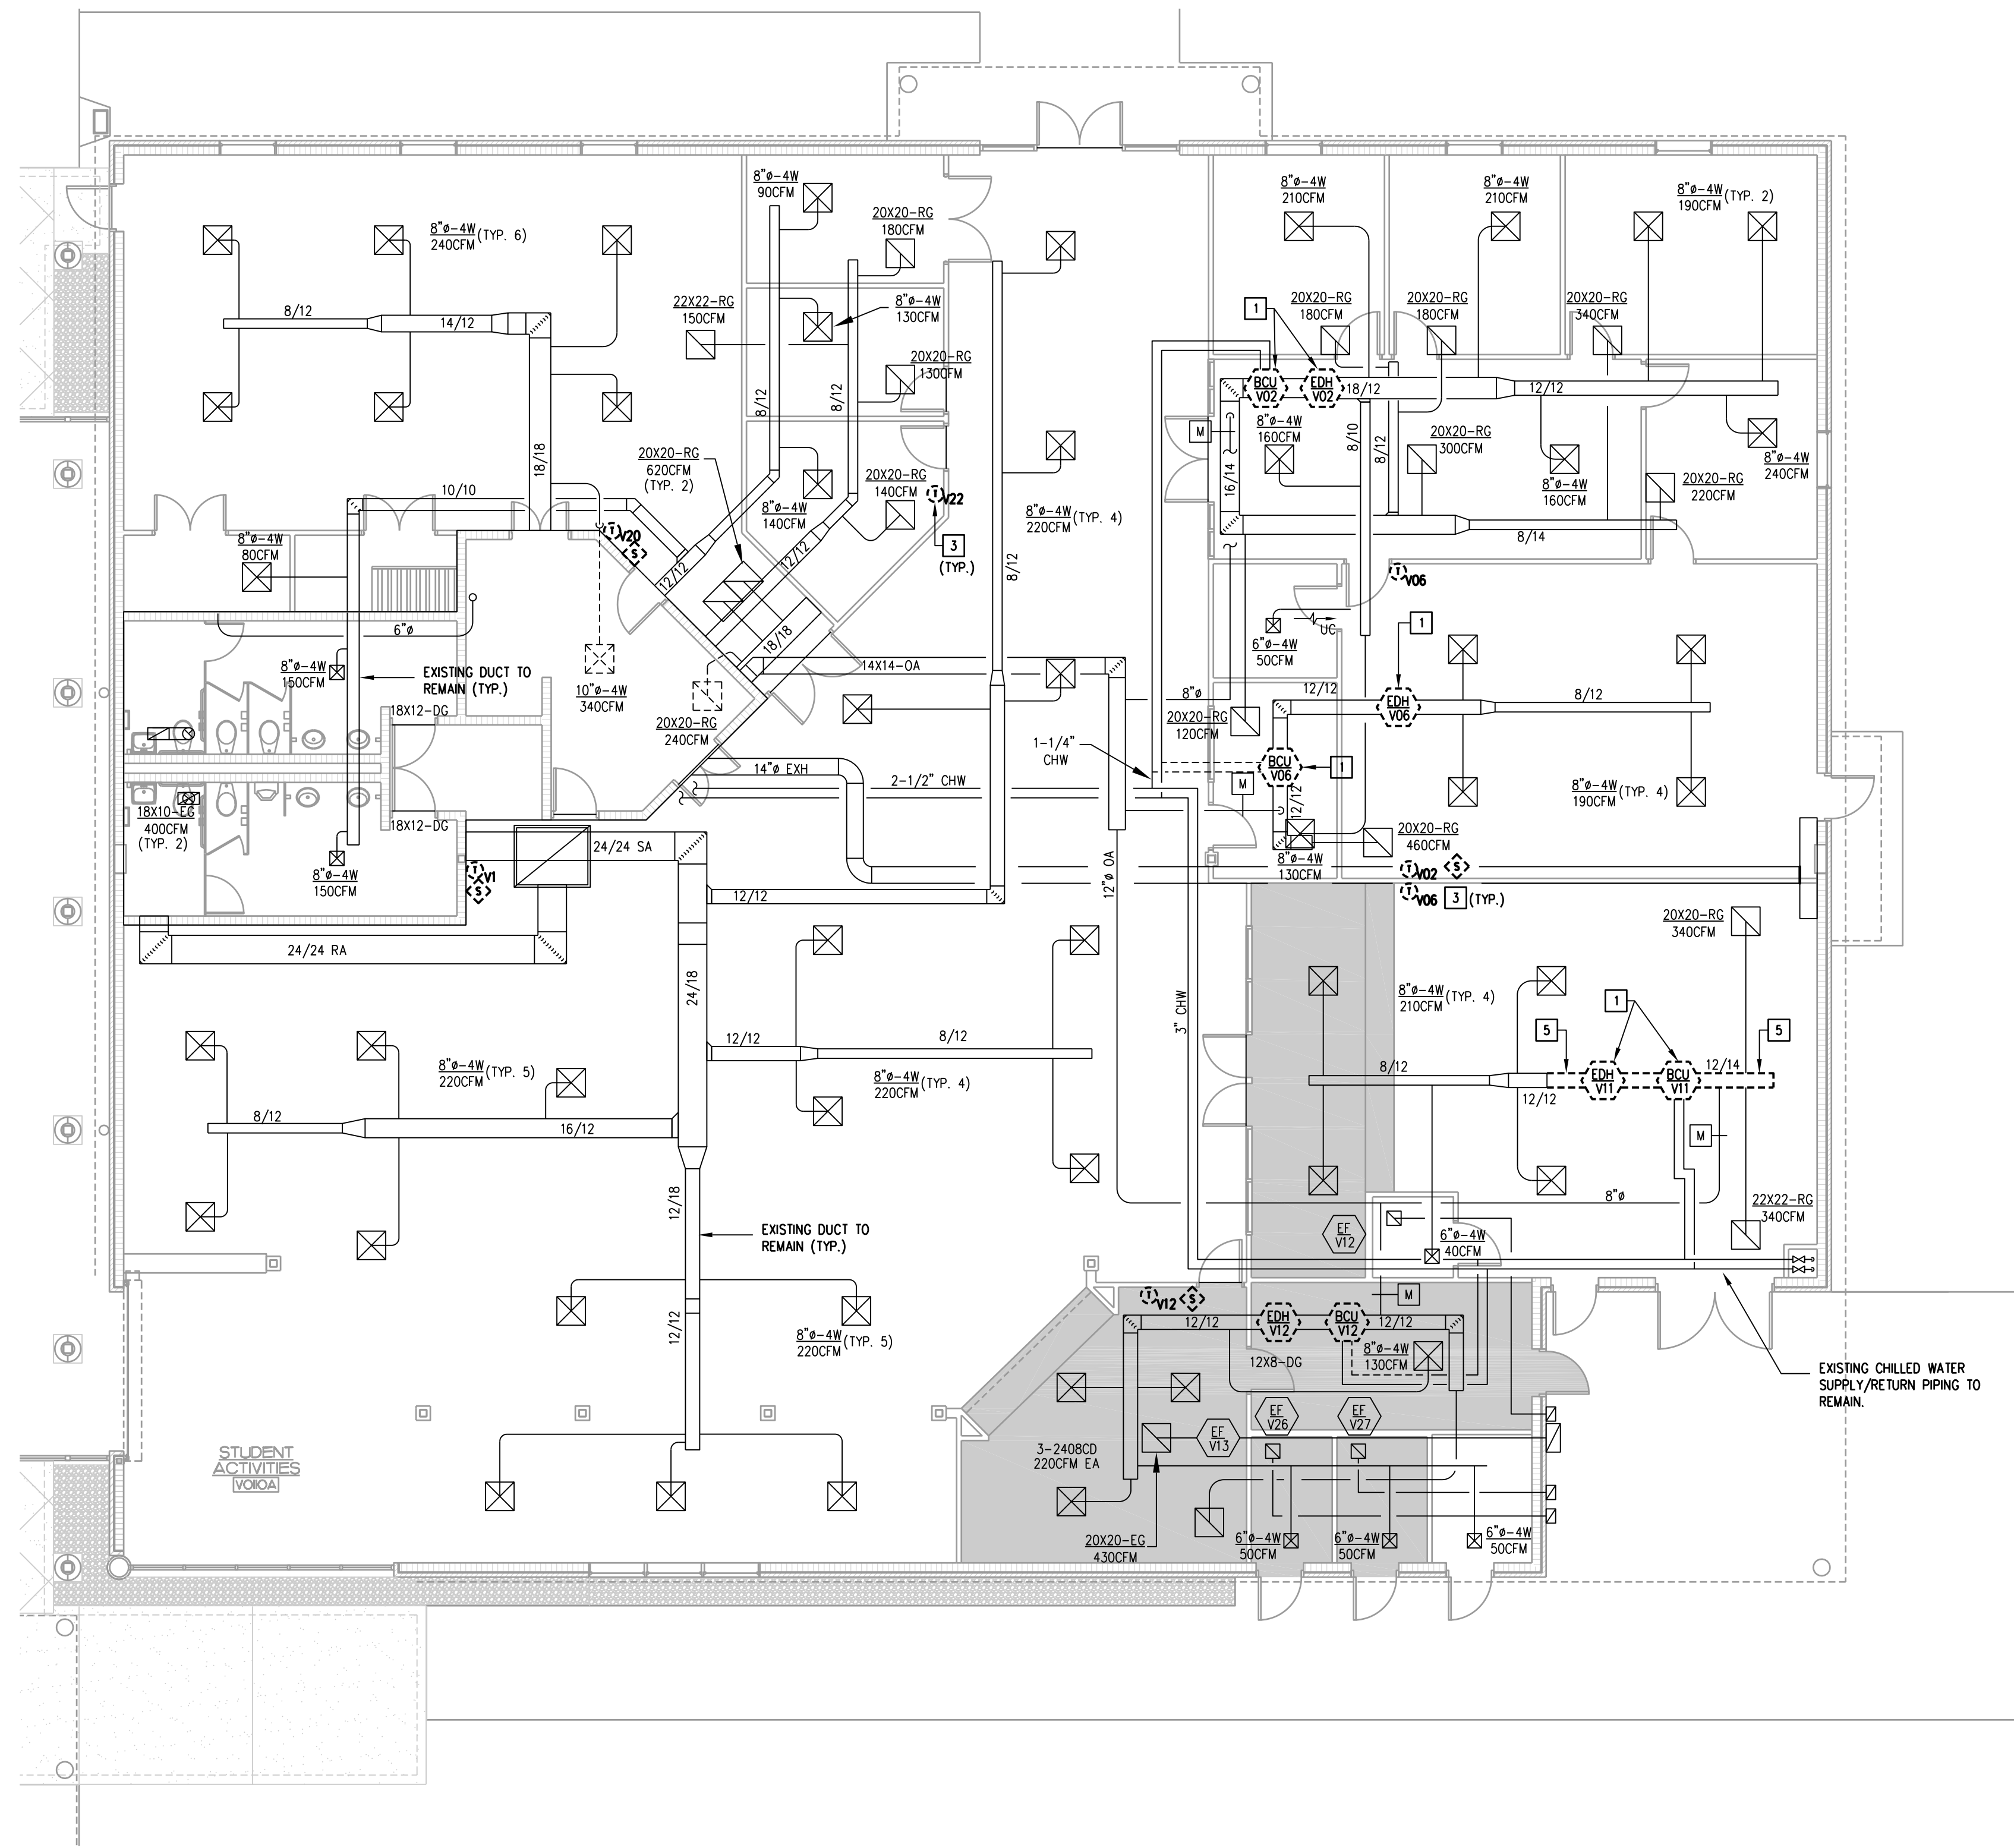 8"ø-4W
90CFM
20X20-RG
180CFM
8"ø-4W (TYP. 6)
240CFM
8"ø-4W
210CFM
8"ø-4W
210CFM
8"ø-4W (TYP. 2)
190CFM
8/12
14/12
22X22-RG
150CFM
8"ø-4W
130CFM
20X20-RG
1300CFM
1
20X20-RG
180CFM
20X20-RG
180CFM
20X20-RG
340CFM
BCU
V02
EDH
V02
18/12
12/12
8/12
8/12
18/18
M
8"ø-4W
160CFM
16/14
8/10
8/12
20X20-RG
300CFM
8"ø-4W
160CFM
8"ø-4W
240CFM
20X20-RG
220CFM
8/14
20X20-RG
620CFM
(TYP. 2)
20X20-RG
140CFM
8"ø-4W
140CFM
T V22
3
(TYP.)
8"ø-4W (TYP. 4)
220CFM
8/12
10/10
8"ø-4W
80CFM
T V20
S
12/12
12/12
18/18
6"ø
8"ø-4W
150CFM
EXISTING DUCT TO
REMAIN (TYP.)
18X12-DG
10"ø-4W
340CFM
20X20-RG
240CFM
14X14-OA
T V06
UC
6"ø-4W
50CFM
1
12/12
EDH
V06
8/12
8"ø
20X20-RG
120CFM
1-1/4"
CHW
BCU
V06
1
M
12/12
8"ø-4W (TYP. 4)
190CFM
14"ø EXH
2-1/2" CHW
18X10-EG
400CFM
(TYP. 2)
18X12-DG
8"ø-4W
150CFM
24/24 SA
T V1
S
20X20-RG
460CFM
8"ø-4W
130CFM
T V02 S
T V06 3 (TYP.)
12/12
12"ø OA
24/24 RA
20X20-RG
340CFM
24/18
3" CHW
8"ø-4W (TYP. 4)
210CFM
1
5
5
8/12
12/12
EDH
V11
BCU
V11
12/14
M
12/12
8/12
8"ø-4W (TYP. 5)
220CFM
8"ø-4W (TYP. 4)
220CFM
8/12
16/12
12/18
EXISTING DUCT TO
REMAIN (TYP.)
8"ø
22X22-RG
340CFM
EF
V12
6"ø-4W
40CFM
T V12 S
M
12/12
EDH
V12
BCU
V12
12/12
12/12
8"ø-4W (TYP. 5)
220CFM
12X8-DG
8"ø-4W
130CFM
EXISTING CHILLED WATER
SUPPLY/RETURN PIPING TO
REMAIN.
EF
V26
EF
V27
EF
V13
3-2408CD
220CFM EA
STUDENT
ACTIVITIES
V0110A
20X20-EG
430CFM
6"ø-4W
50CFM
6"ø-4W
50CFM
6"ø-4W
50CFM